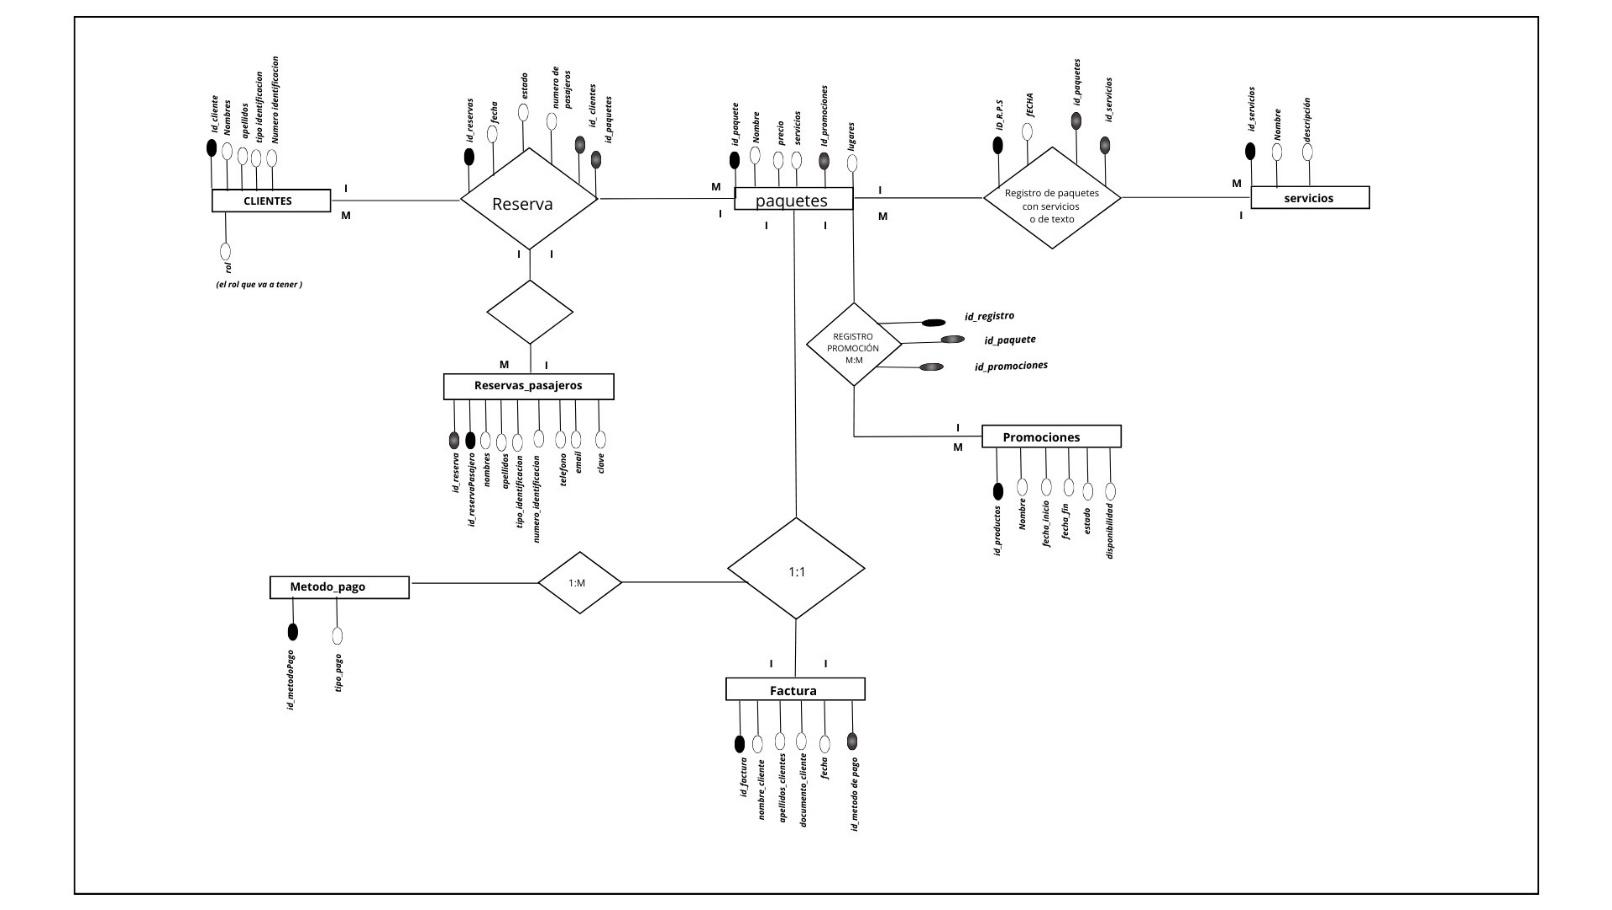 Id_cliente
Nombres
apellidos
tipo identificacion
Numero identificacion
CLIENTES
rol
(el rol que va a tener )
I
M
id_reservas
fecha
estado
numero de
pasajeros
id_clientes
id_paquetes
Reserva
I
I
M
I
Reservas_pasajeros
id_reserva
id_reservaPasajero
nombres
apellidos
tipo_identificacion
numero_identificacion
telefono
email
clave
M
I
id_paquete
Nombre
precio
servicios
Id_promociones
lugares
paquetes
I
I
I
M
iD_R.P.S
fECHA
id_paquetes
id_servicios
Registro de paquetes
con servicios
o de texto
M
I
id_servicios
Nombre
descripción
servicios
REGISTRO
PROMOCIÓN
M:M
id_registro
id_paquete
id_promociones
I
M
Promociones
id_productos
Nombre
fecha_inicio
fecha_fin
estado
disponibilidad
1:1
1:M
Metodo_pago
id_metodoPago
tipo_pago
I
I
Factura
id_factura
nombre_cliente
apellidos_clientes
documento_cliente
fecha
id_metodo de pago